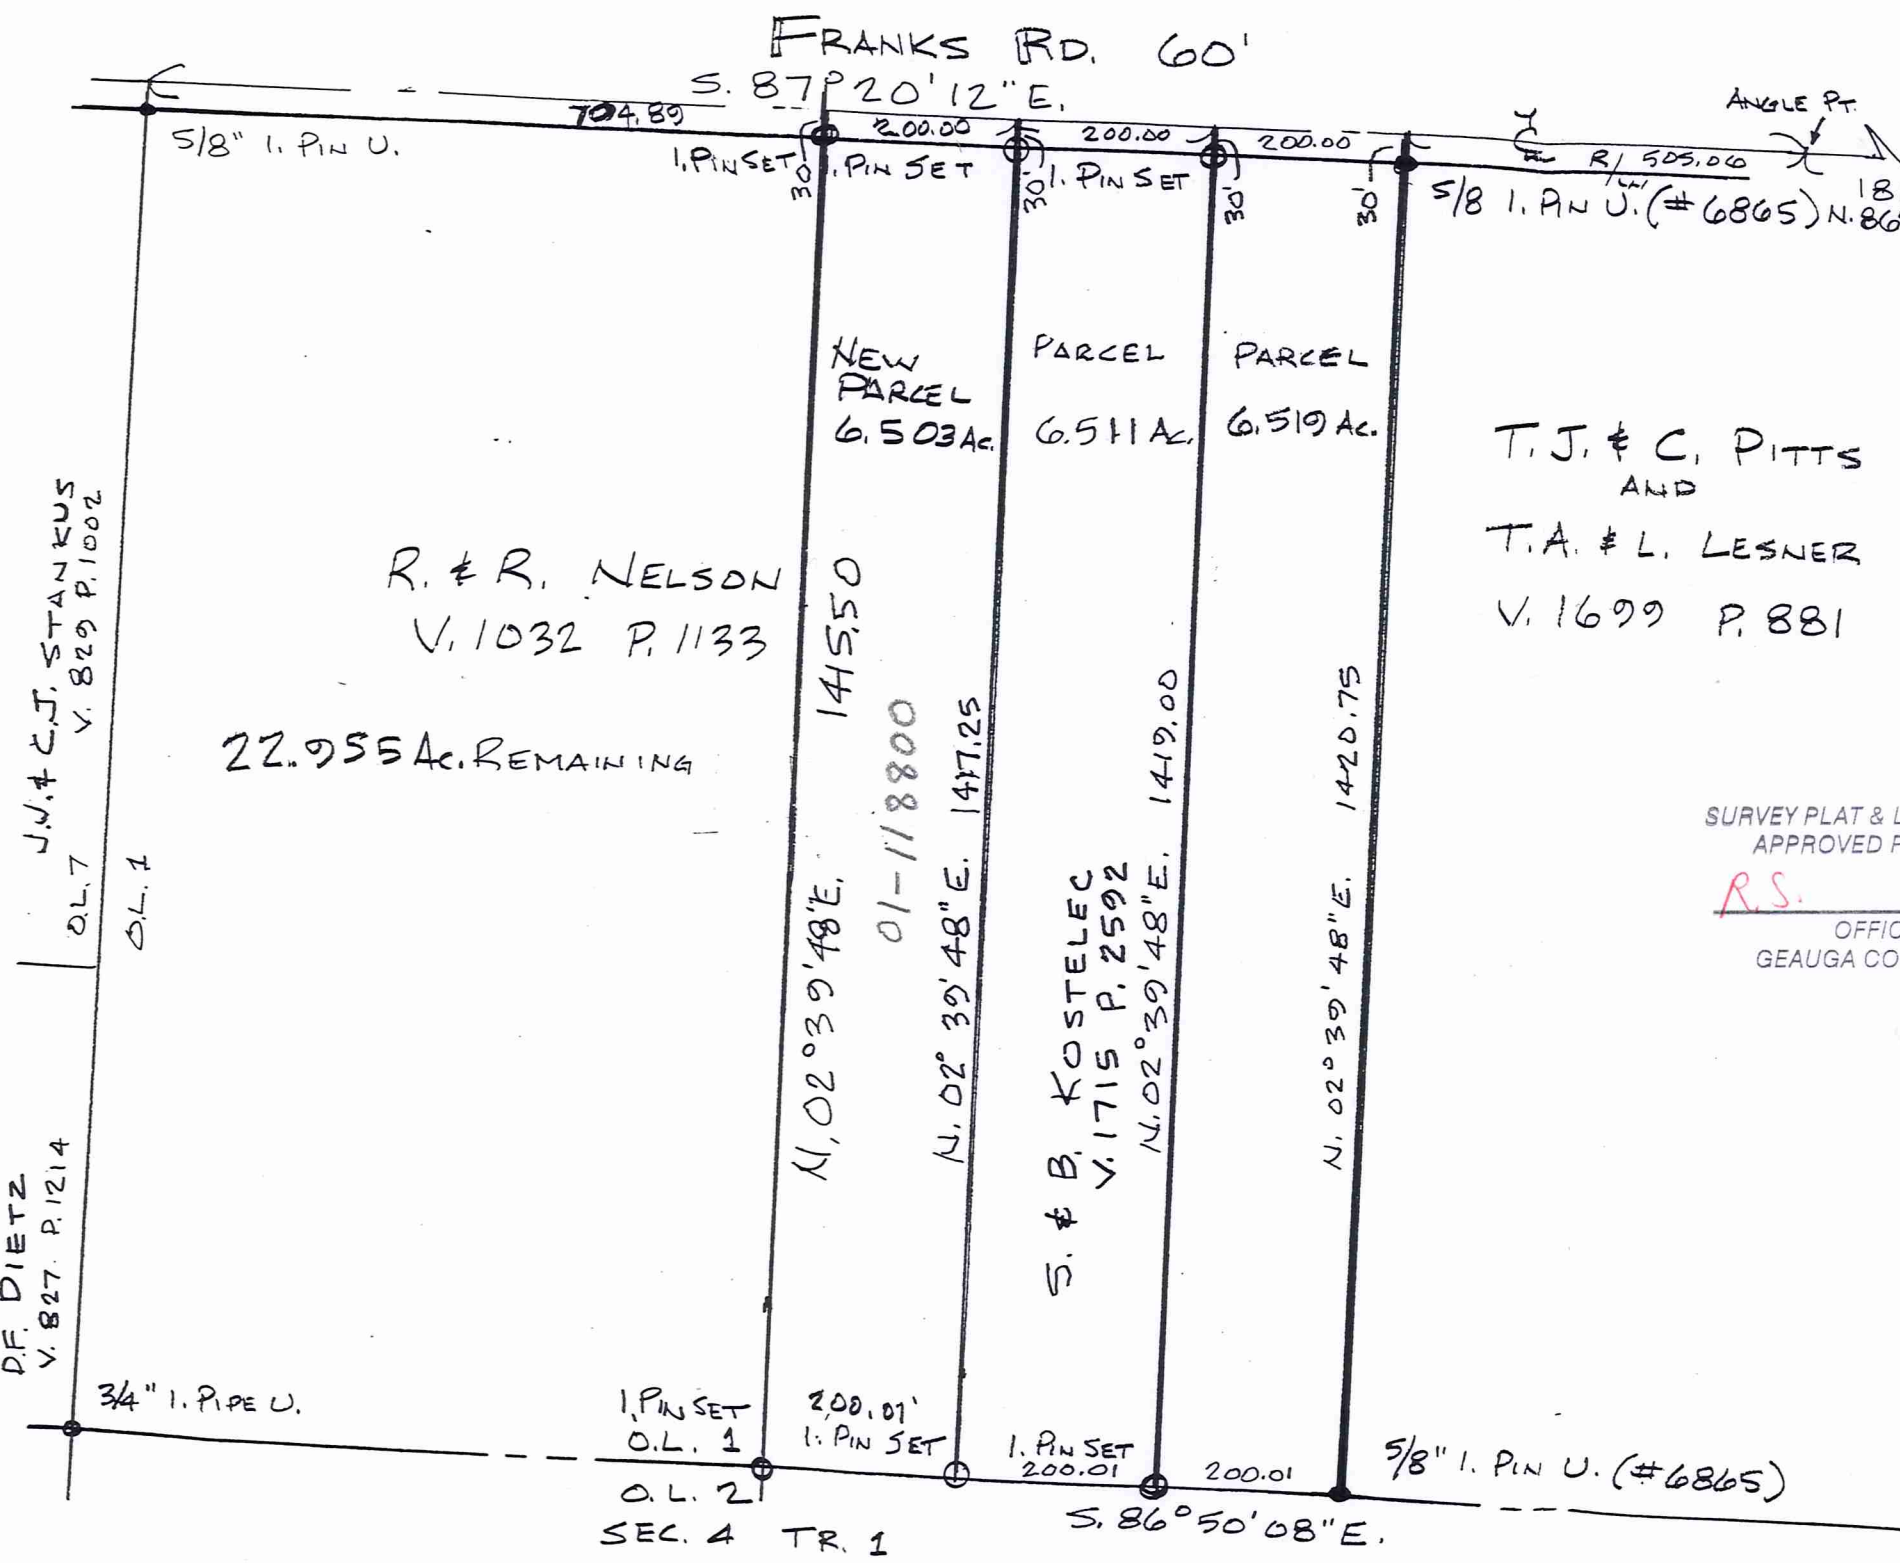 FRANKS RD. 60'
S. 87° 20' 12" E.
704.89
200.00
200.00
200.00
ANGLE PT.
R/ 505.06
5/8" I. PIN U.
I. PIN SET
I. PIN SET
I. PIN SET
30'
30'
30'
30'
5/8 I. PIN U. (#6865)
18
N. 86
NEW
PARCEL
6.503 Ac.
PARCEL
6.511 Ac.
PARCEL
6.519 Ac.
T.J. & C. PITTS
AND
T.A. & L. LESNER
V. 1699 P. 881
R. & R. NELSON
V. 1032 P. 1133
22.955 Ac. REMAINING
J.W. & C.J. STANKUS
V. 829 P. 1002
O.L. 7
O.L. 1
N. 02° 39' 48" E. 1415.50
01-118800
N. 02° 39' 48" E. 1417.25
S. & B. KOSTELEC
V. 1715 P. 2592
N. 02° 39' 48" E. 1419.00
N. 02° 39' 48" E. 1420.75
SURVEY PLAT & L
APPROVED P
R.S.
OFFIC
GEAUGA CO
D.F. DIETZ
V. 827 P. 1214
3/4" I. PIPE U.
I. PIN SET
O.L. 1
200.01'
I. PIN SET
I. PIN SET
200.01
200.01
5/8" I. PIN U. (#6865)
O.L. 2
S. 86° 50' 08" E.
SEC. 4 TR. 1